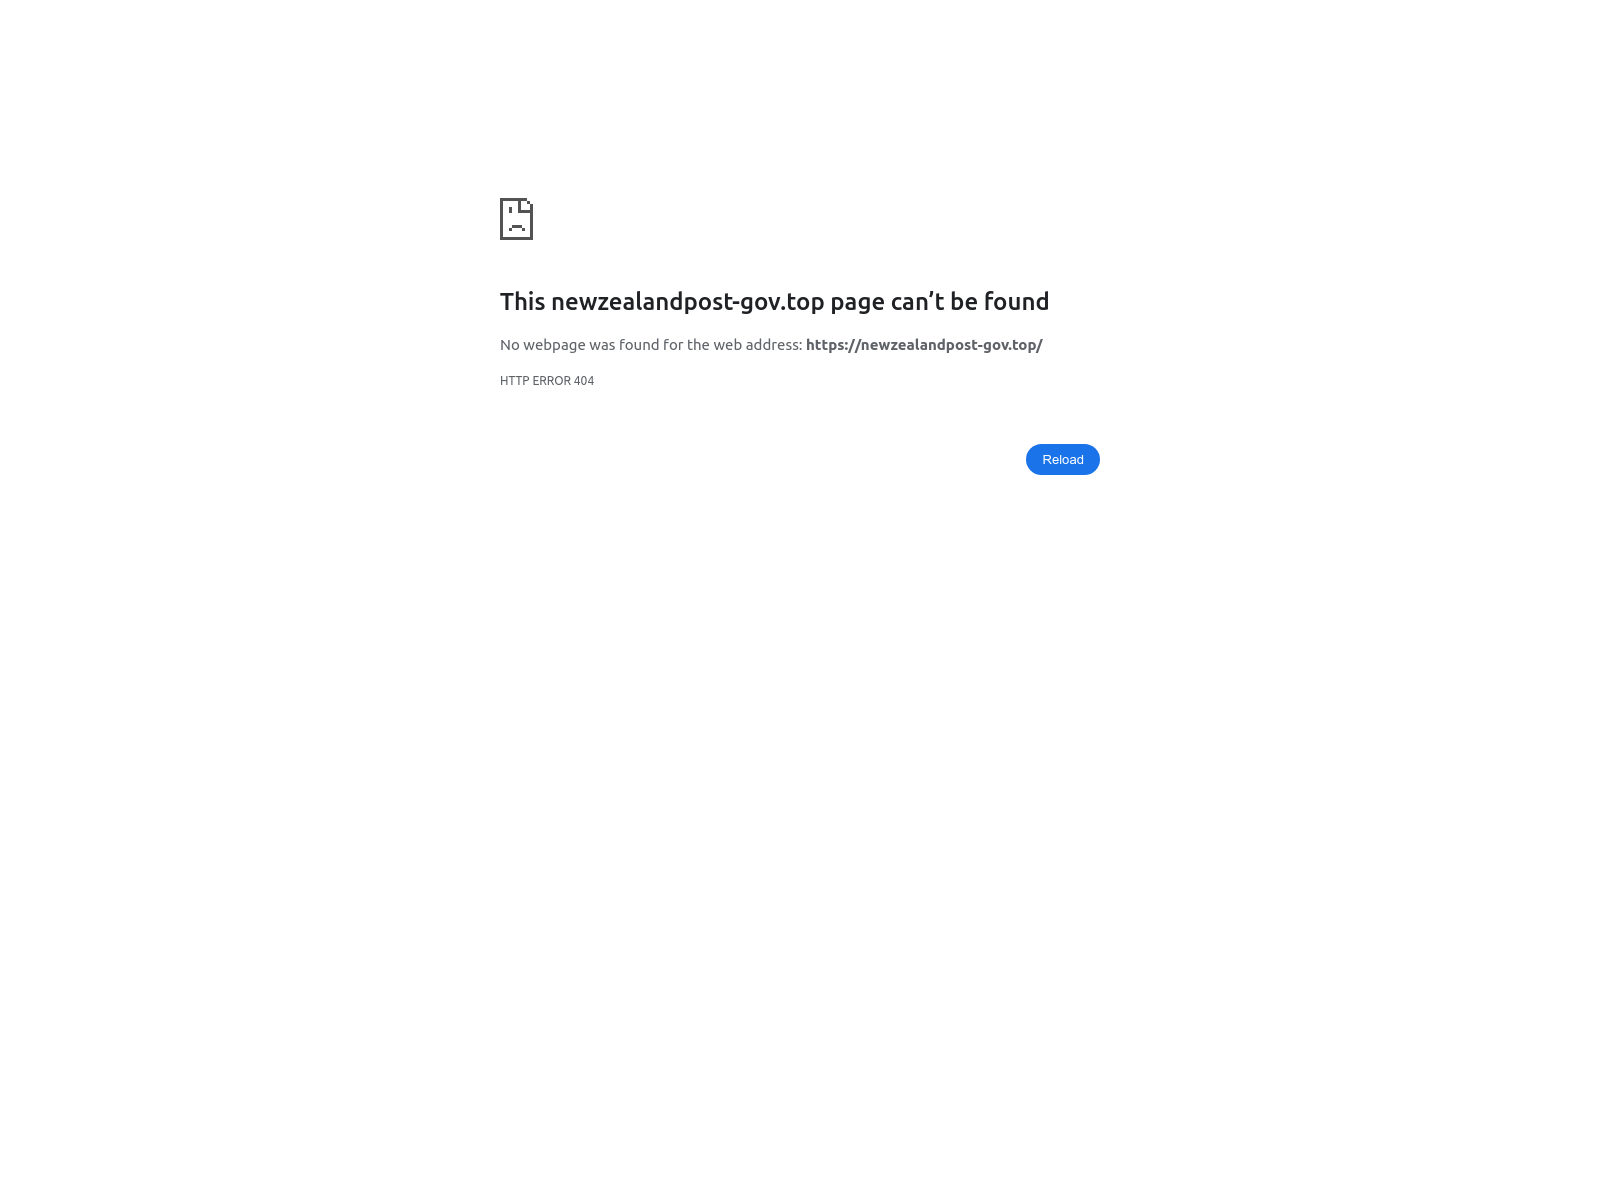 This newzealandpost-gov.top page can’t be found
No webpage was found for the web address: https://newzealandpost-gov.top/
HTTP ERROR 404
Reload